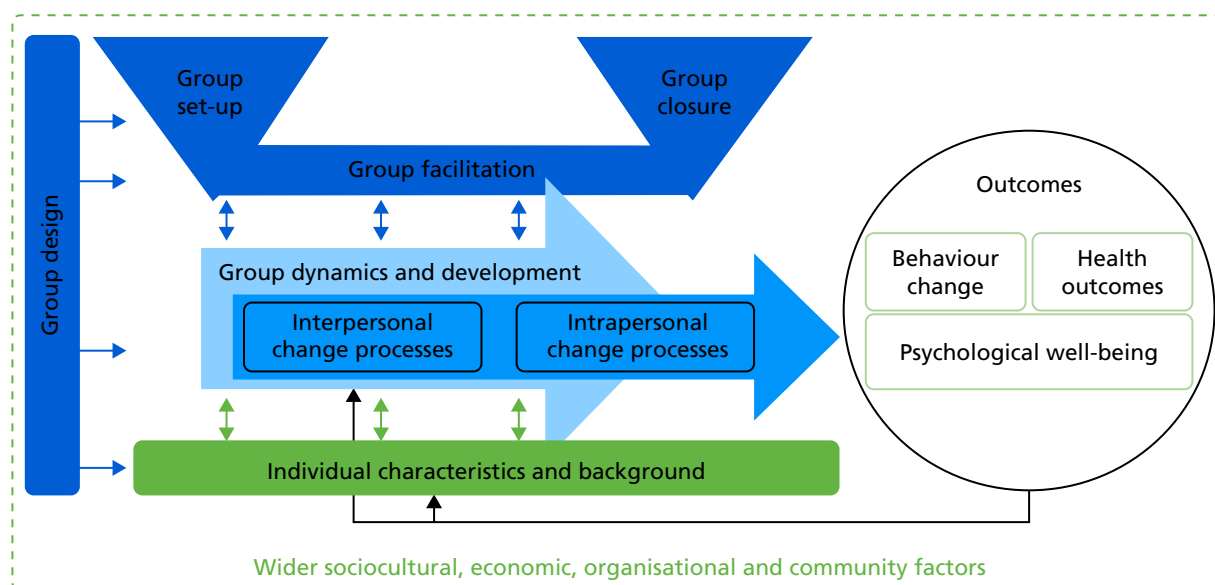 Group design
Group
set-up
Group
closure
Group facilitation
Group dynamics and development
Interpersonal
change processes
Intrapersonal
change processes
Individual characteristics and background
Outcomes
Behaviour
change
Health
outcomes
Psychological well-being
Wider sociocultural, economic, organisational and community factors